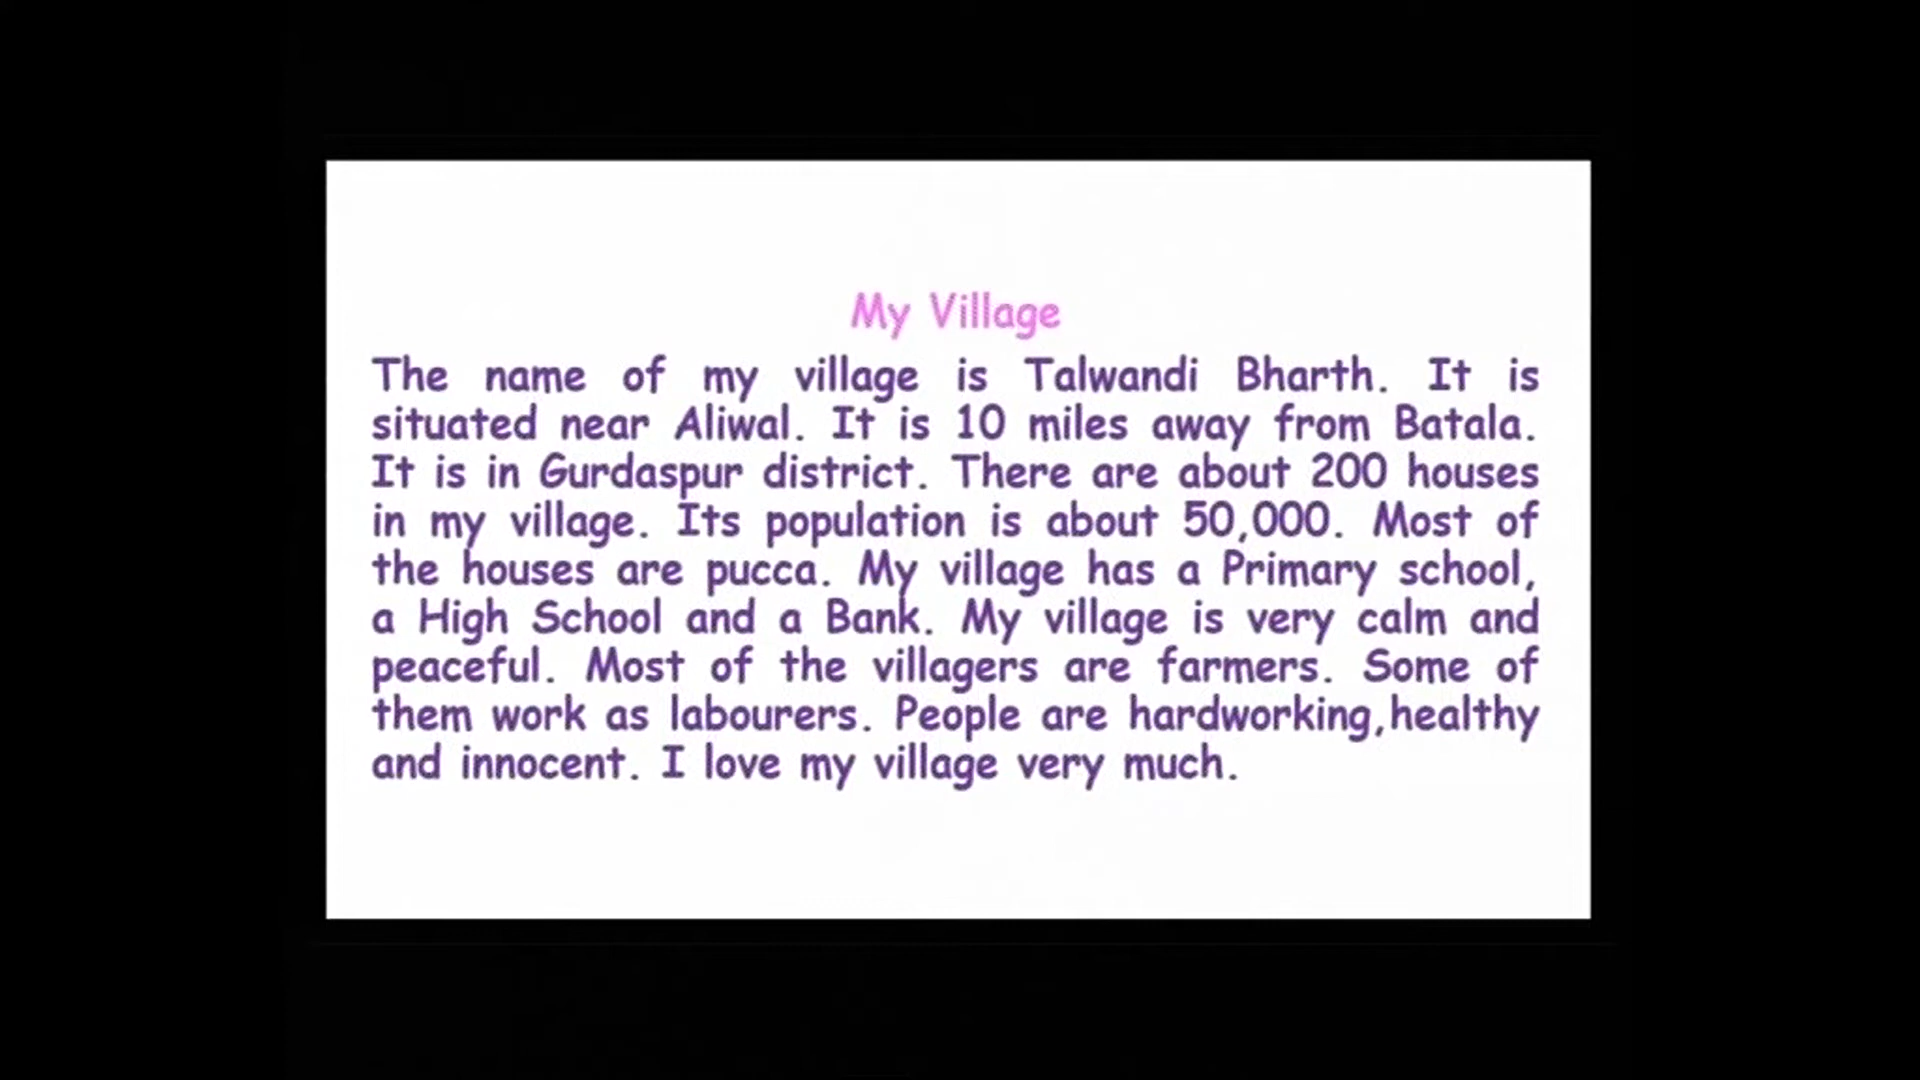 My Village
The name of my village is Talwandi Bharth. It is
situated near Aliwal. It is 10 miles away from Batala.
It is in Gurdaspur district. There are about 200 houses
in my village. Its population is about 50,000. Most of
the houses are pucca. My village has a Primary school,
a High School and a Bank. My village is very calm and
peaceful. Most of the villagers are farmers. Some of
them work as labourers. People are hardworking,healthy
and innocent. I love my village very much.